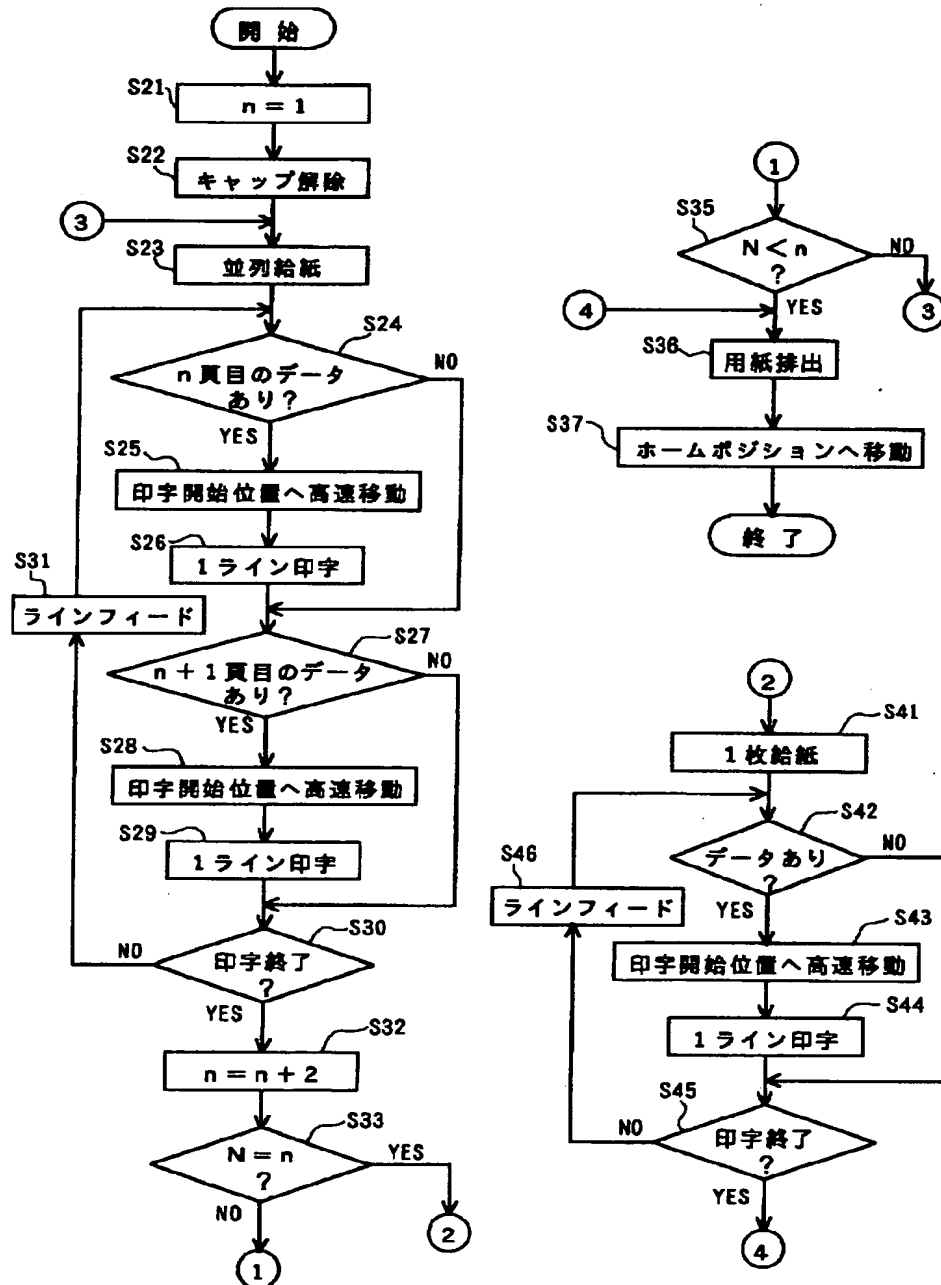 開始
S21
n = 1
S22
キャップ解除
3
S23
並列給紙
S24
n 頁目のデータ
あり?
NO
YES
S25
印字開始位置へ高速移動
S26
1 ライン印字
S31
ラインフィード
S27
n + 1 頁目のデータ
あり?
NO
YES
S28
印字開始位置へ高速移動
S29
1 ライン印字
S30
印字終了
?
NO
YES
S32
n = n + 2
S33
N = n
?
YES
NO
2
1
1
S35
N < n
?
NO
3
YES
4
S36
用紙排出
S37
ホームポジションへ移動
終了
2
S41
1 枚給紙
S42
データあり
?
NO
YES
S46
ラインフィード
S43
印字開始位置へ高速移動
S44
1 ライン印字
S45
印字終了
?
NO
YES
4